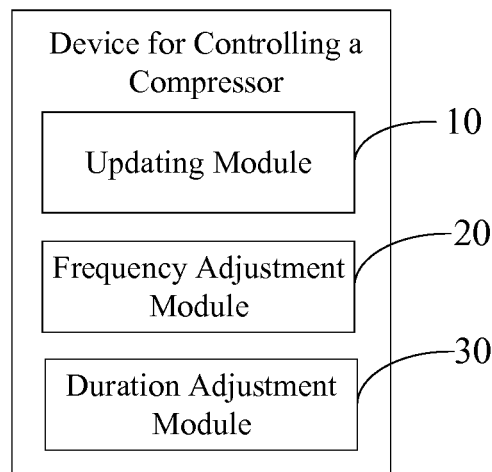 Device for Controlling a
Compressor
Updating Module
10
Frequency Adjustment
Module
20
Duration Adjustment
Module
30